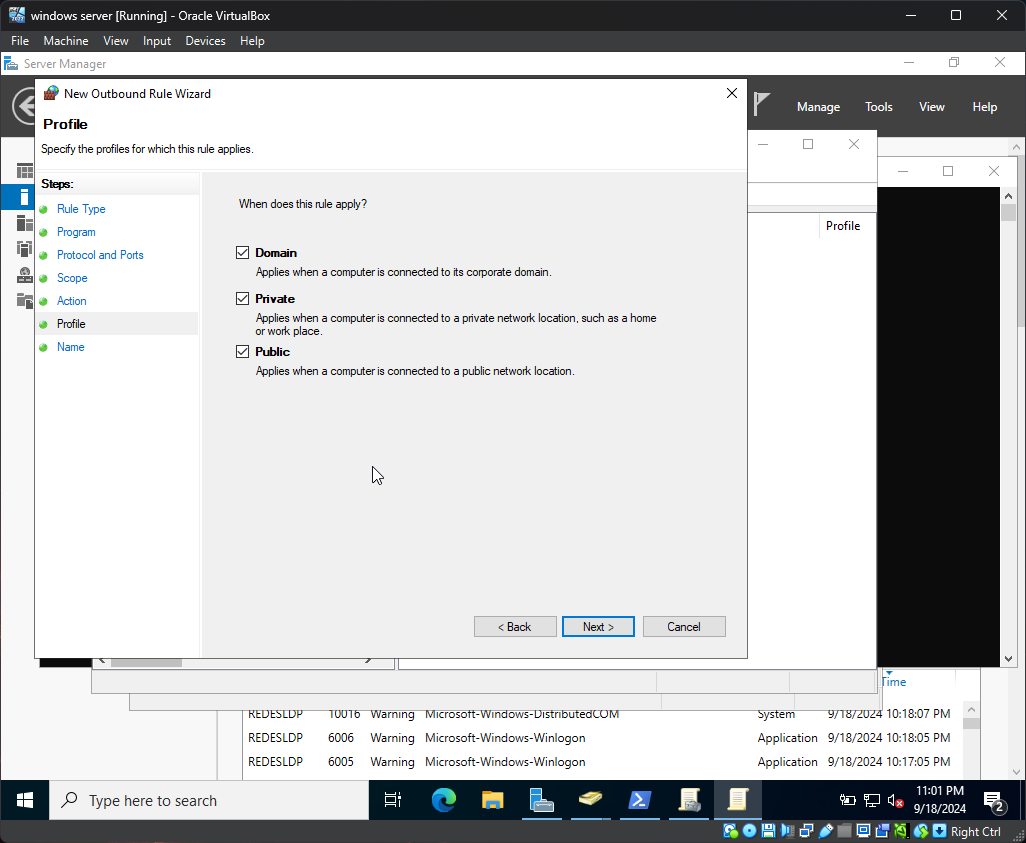 windows server [Running] - Oracle VirtualBox
File Machine View Input Devices Help
Server Manager
New Outbound Rule Wizard
Manage Tools View Help
Profile
Specify the profiles for which this rule applies.
Steps:
Rule Type
Program
Protocol and Ports
Scope
Action
Profile
Name
When does this rule apply?
Domain
Applies when a computer is connected to its corporate domain.
Private
Applies when a computer is connected to a private network location, such as a home
or work place.
Public
Applies when a computer is connected to a public network location.
< Back Next > Cancel
Profile
Time
REDESLDP 10016 Warning Microsoft-Windows-DistributedCOM System 9/18/2024 10:18:07 PM
REDESLDP 6006 Warning Microsoft-Windows-Winlogon Application 9/18/2024 10:18:05 PM
REDESLDP 6005 Warning Microsoft-Windows-Winlogon Application 9/18/2024 10:17:05 PM
Type here to search
11:01 PM
9/18/2024
2
Right Ctrl